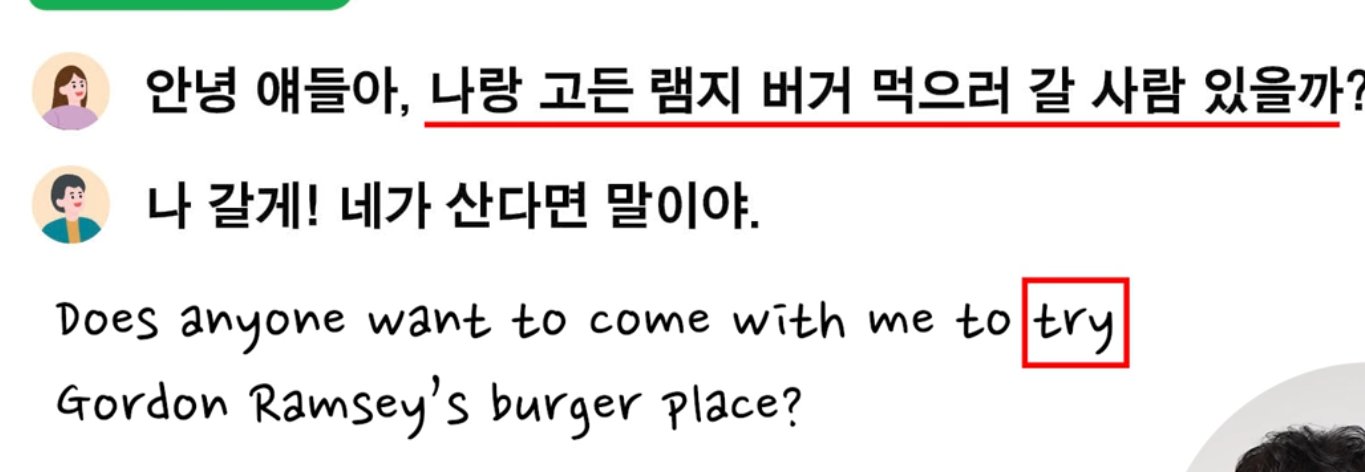 안녕 얘들아, 나랑 고든 램지 버거 먹으러 갈 사람 있을까?
나 갈게! 네가 산다면 말이야.
Does anyone want to come with me to try
Gordon Ramsey's burger place?